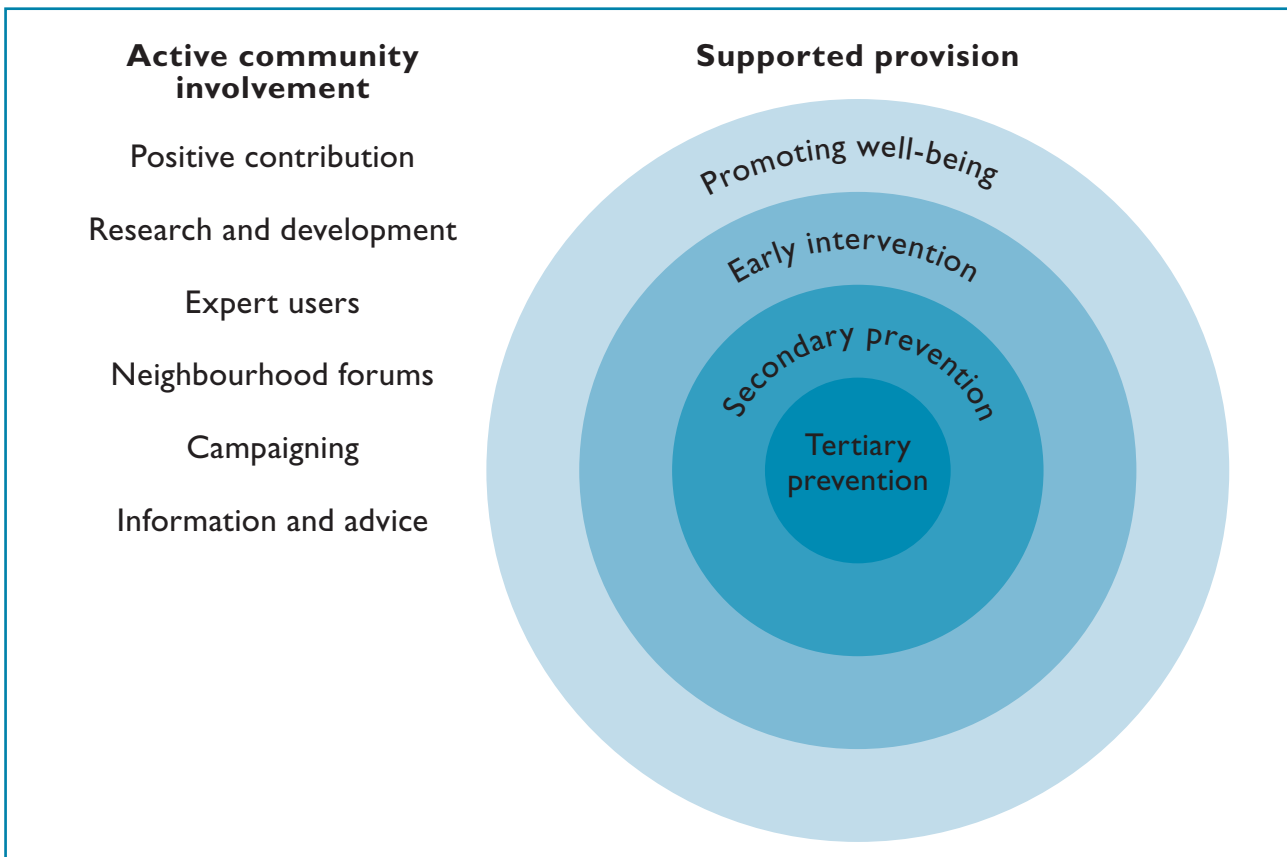 Active community
involvement
Positive contribution
Research and development
Expert users
Neighbourhood forums
Campaigning
Information and advice
Supported provision
Promoting well-being
Early intervention
Secondary prevention
Tertiary
prevention